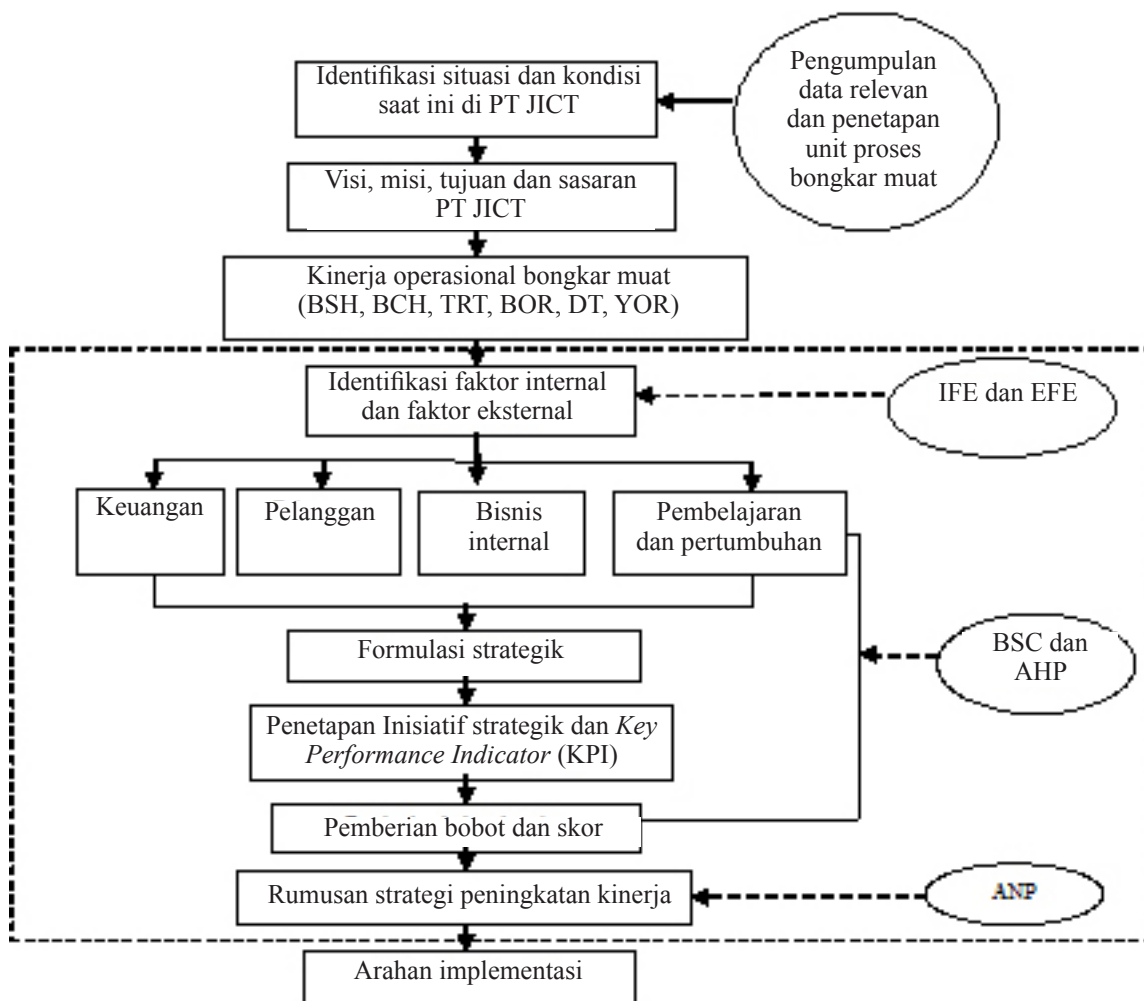 Identifikasi situasi dan kondisi
saat ini di PT JICT
Pengumpulan
data relevan
dan penetapan
unit proses
bongkar muat
Visi, misi, tujuan dan sasaran
PT JICT
Kinerja operasional bongkar muat
(BSH, BCH, TRT, BOR, DT, YOR)
Identifikasi faktor internal
dan faktor eksternal
IFE dan EFE
Keuangan
Pelanggan
Bisnis
internal
Pembelajaran
dan pertumbuhan
Formulasi strategik
BSC dan
AHP
Penetapan Inisiatif strategik dan Key
Performance Indicator (KPI)
Pemberian bobot dan skor
Rumusan strategi peningkatan kinerja
ANP
Arahan implementasi